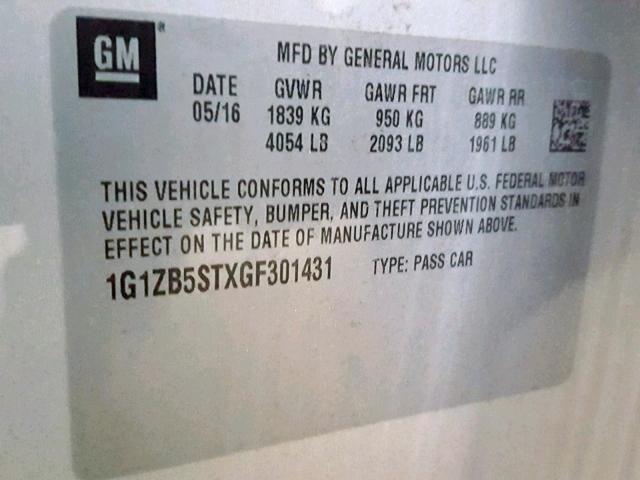 GM ®
MFD BY GENERAL MOTORS LLC
DATE GVWR GAWR FRT GAWR RR
05/16 1839 KG 950 KG 889 KG
4054 LB 2093 LB 1961 LB
THIS VEHICLE CONFORMS TO ALL APPLICABLE U.S. FEDERAL MOTOR
VEHICLE SAFETY, BUMPER, AND THEFT PREVENTION STANDARDS IN
EFFECT ON THE DATE OF MANUFACTURE SHOWN ABOVE.
1G1ZB5STXGF301431 TYPE: PASS CAR